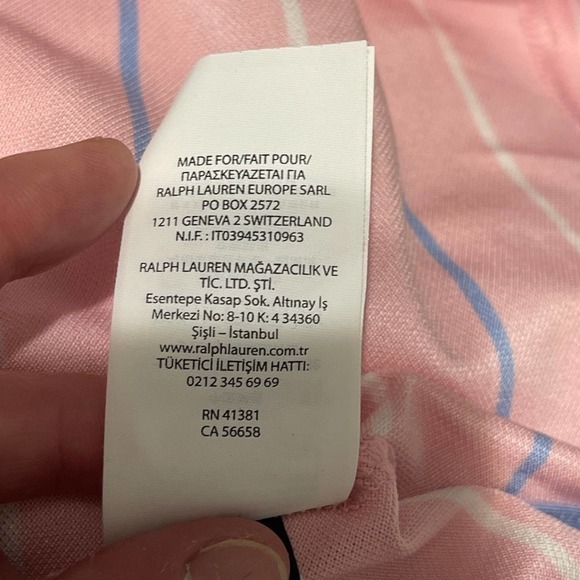 MADE FOR/FAIT POUR/
ΠΑΡΑΣΚΕΥΑΖΕΤΑΙ ΓΙΑ
RALPH LAUREN EUROPE SARL
PO BOX 2572
1211 GENEVA 2 SWITZERLAND
N.I.F. : IT03945310963
RALPH LAUREN MAĞAZACILIK VE
TİC. LTD. ŞTİ.
Esentepe Kasap Sok. Altınay İş
Merkezi No: 8-10 K: 4 34360
Şişli – İstanbul
www.ralphlauren.com.tr
TÜKETİCİ İLETİŞİM HATTI:
0212 345 69 69
RN 41381
CA 56658